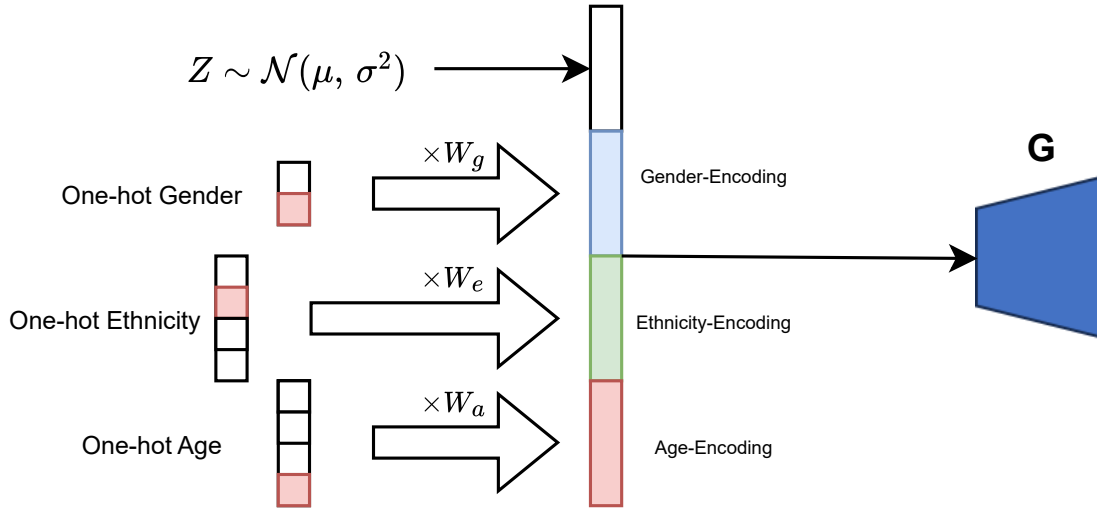 Z ∼ 𝒩(μ, σ²)
G
×W_g
One-hot Gender
Gender-Encoding
×W_e
One-hot Ethnicity
Ethnicity-Encoding
×W_a
One-hot Age
Age-Encoding